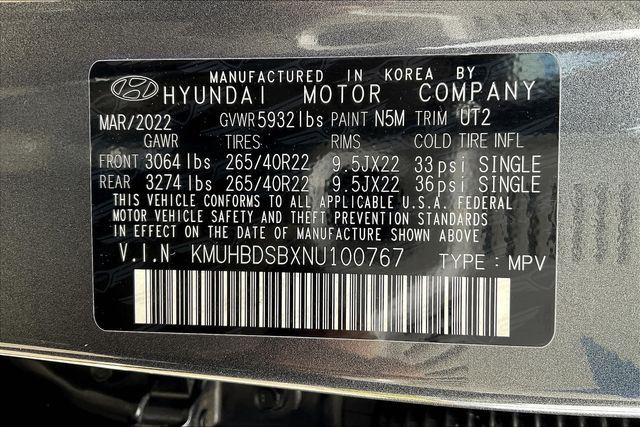 MANUFACTURED IN KOREA BY
HYUNDAI MOTOR COMPANY
MAR/2022 GVWR5932lbs PAINT N5M TRIM UT2
GAWR TIRES RIMS COLD TIRE INFL
FRONT 3064lbs 265/40R22 9.5JX22 33psi SINGLE
REAR 3274lbs 265/40R22 9.5JX22 36psi SINGLE
THIS VEHICLE CONFORMS TO ALL APPLICABLE U.S.A. FEDERAL
MOTOR VEHICLE SAFETY AND THEFT PREVENTION STANDARDS
IN EFFECT ON THE DATE OF MANUFACTURE SHOWN ABOVE
V.I.N KMUHBDSBXNU100767 TYPE : MPV